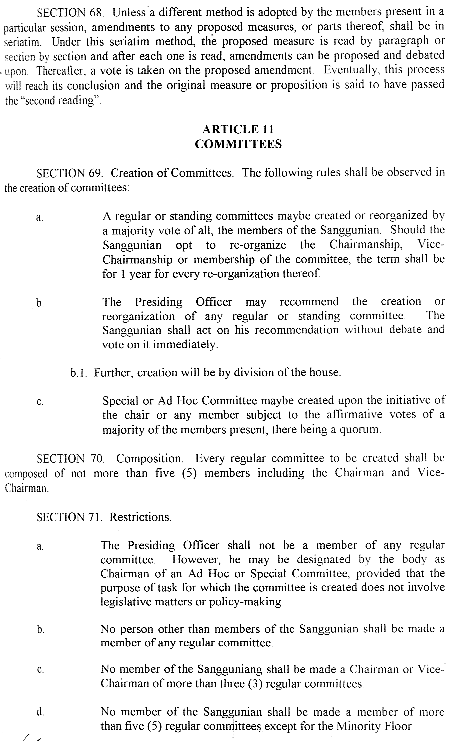 SECTION 68. Unless a different method is adopted by the members present in a
particular session, amendments to any proposed measures, or parts thereof, shall be in
seriatim. Under this seriatim method, the proposed measure is read by paragraph or
section by section and after each one is read, amendments can be proposed and debated
upon. Thereafter, a vote is taken on the proposed amendment. Eventually, this process
will reach its conclusion and the original measure or proposition is said to have passed
the "second reading".
ARTICLE 11
COMMITTEES
SECTION 69. Creation of Committees. The following rules shall be observed in
the creation of committees:
a. A regular or standing committees maybe created or reorganized by
a majority vote of all, the members of the Sanggunian. Should the
Sanggunian opt to re-organize the Chairmanship, Vice-
Chairmanship or membership of the committee, the term shall be
for 1 year for every re-organization thereof.
b The Presiding Officer may recommend the creation or
reorganization of any regular or standing committee. The
Sanggunian shall act on his recommendation without debate and
vote on it immediately.
b.1. Further, creation will be by division of the house.
c. Special or Ad Hoc Committee maybe created upon the initiative of
the chair or any member subject to the affirmative votes of a
majority of the members present, there being a quorum.
SECTION 70. Composition. Every regular committee to be created shall be
composed of not more than five (5) members including the Chairman and Vice-
Chairman.
SECTION 71. Restrictions.
a. The Presiding Officer shall not be a member of any regular
committee. However, he may be designated by the body as
Chairman of an Ad Hoc or Special Committee, provided that the
purpose of task for which the committee is created does not involve
legislative matters or policy-making
b. No person other than members of the Sanggunian shall be made a
member of any regular committee.
c. No member of the Sangguniang shall be made a Chairman or Vice-
Chairman of more than three (3) regular committees
d. No member of the Sanggunian shall be made a member of more
than five (5) regular committees except for the Minority Floor